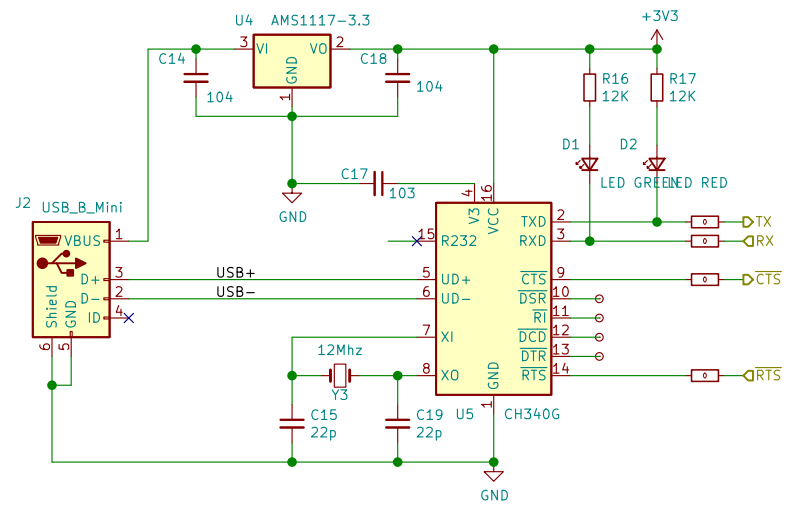 U4 AMS1117-3.3
+3V3
C14
3 VI VO 2
C18
GND
1
104
104
R16
12K
R17
12K
D1
D2
LED GREEN
LED RED
C17
103
GND
J2 USB_B_Mini
4 16
V3 VCC
VBUS 1
15 R232
TXD 2
0 TX
RXD 3
0 RX
D+ 3
USB+
5 UD+
CTS 9
0 CTS
D- 2
USB-
6 UD-
DSR 10
ID 4
RI 11
Shield
GND
7 XI
DCD 12
6 5
12Mhz
DTR 13
8 XO
GND
RTS 14
0 RTS
Y3
C15
22p
C19
22p
1
U5 CH340G
GND